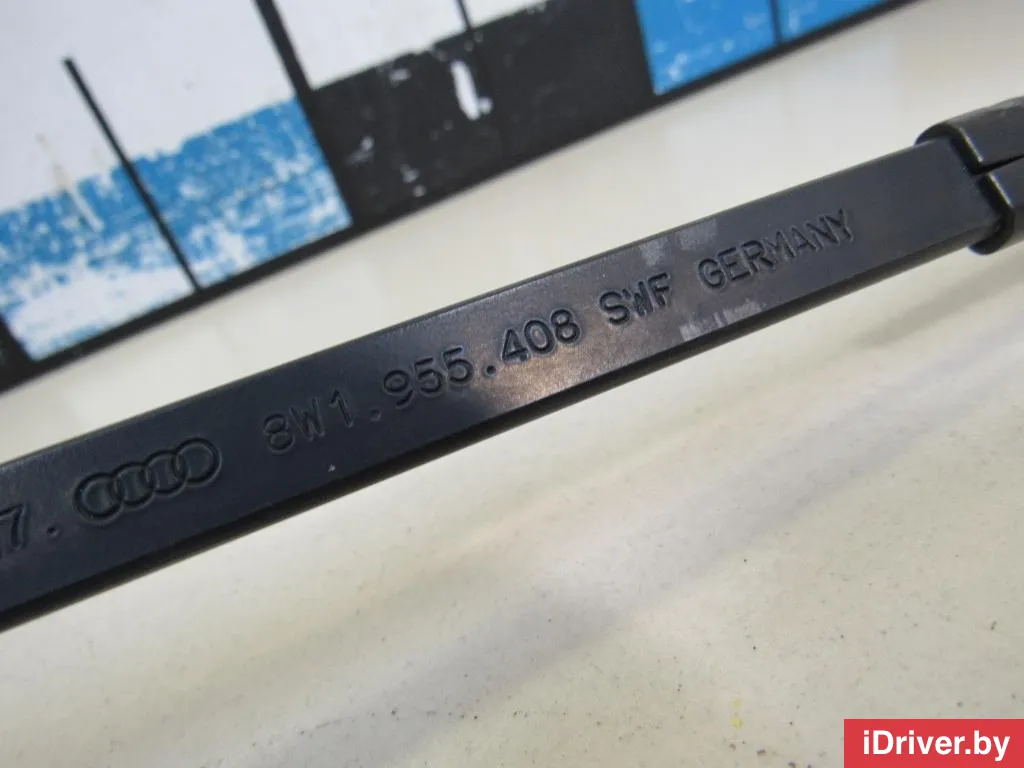 7. 8W1.955.408 SWF GERMANY
iDriver.by